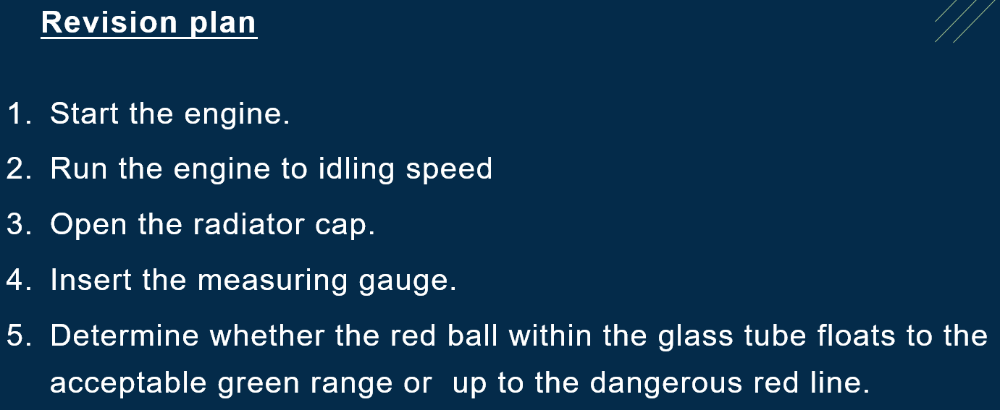 Revision plan
1. Start the engine.
2. Run the engine to idling speed
3. Open the radiator cap.
4. Insert the measuring gauge.
5. Determine whether the red ball within the glass tube floats to the
acceptable green range or  up to the dangerous red line.